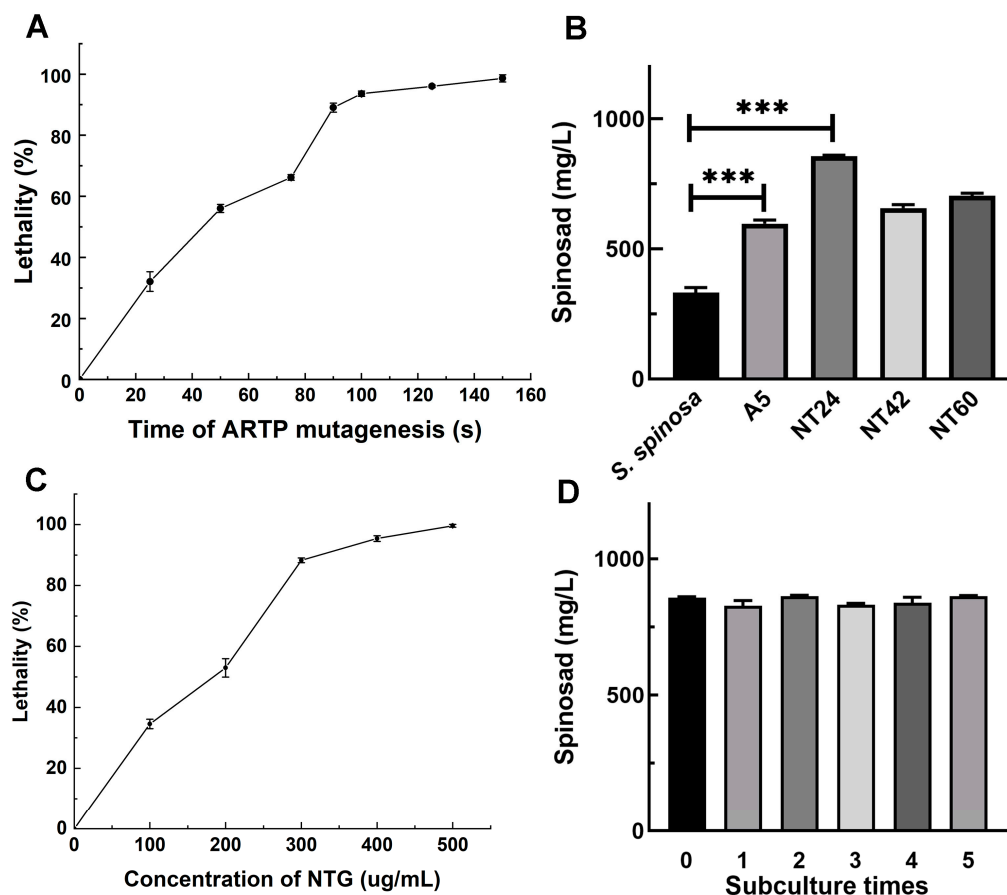 A
Lethality (%)
100
80
60
40
20
0
0 20 40 60 80 100 120 140 160
Time of ARTP mutagenesis (s)
B
Spinosad (mg/L)
1000
500
0
***
***
S. spinosa
A5
NT24
NT42
NT60
C
Lethality (%)
100
80
60
40
20
0
0 100 200 300 400 500
Concentration of NTG (ug/mL)
D
Spinosad (mg/L)
1000
500
0
0 1 2 3 4 5
Subculture times